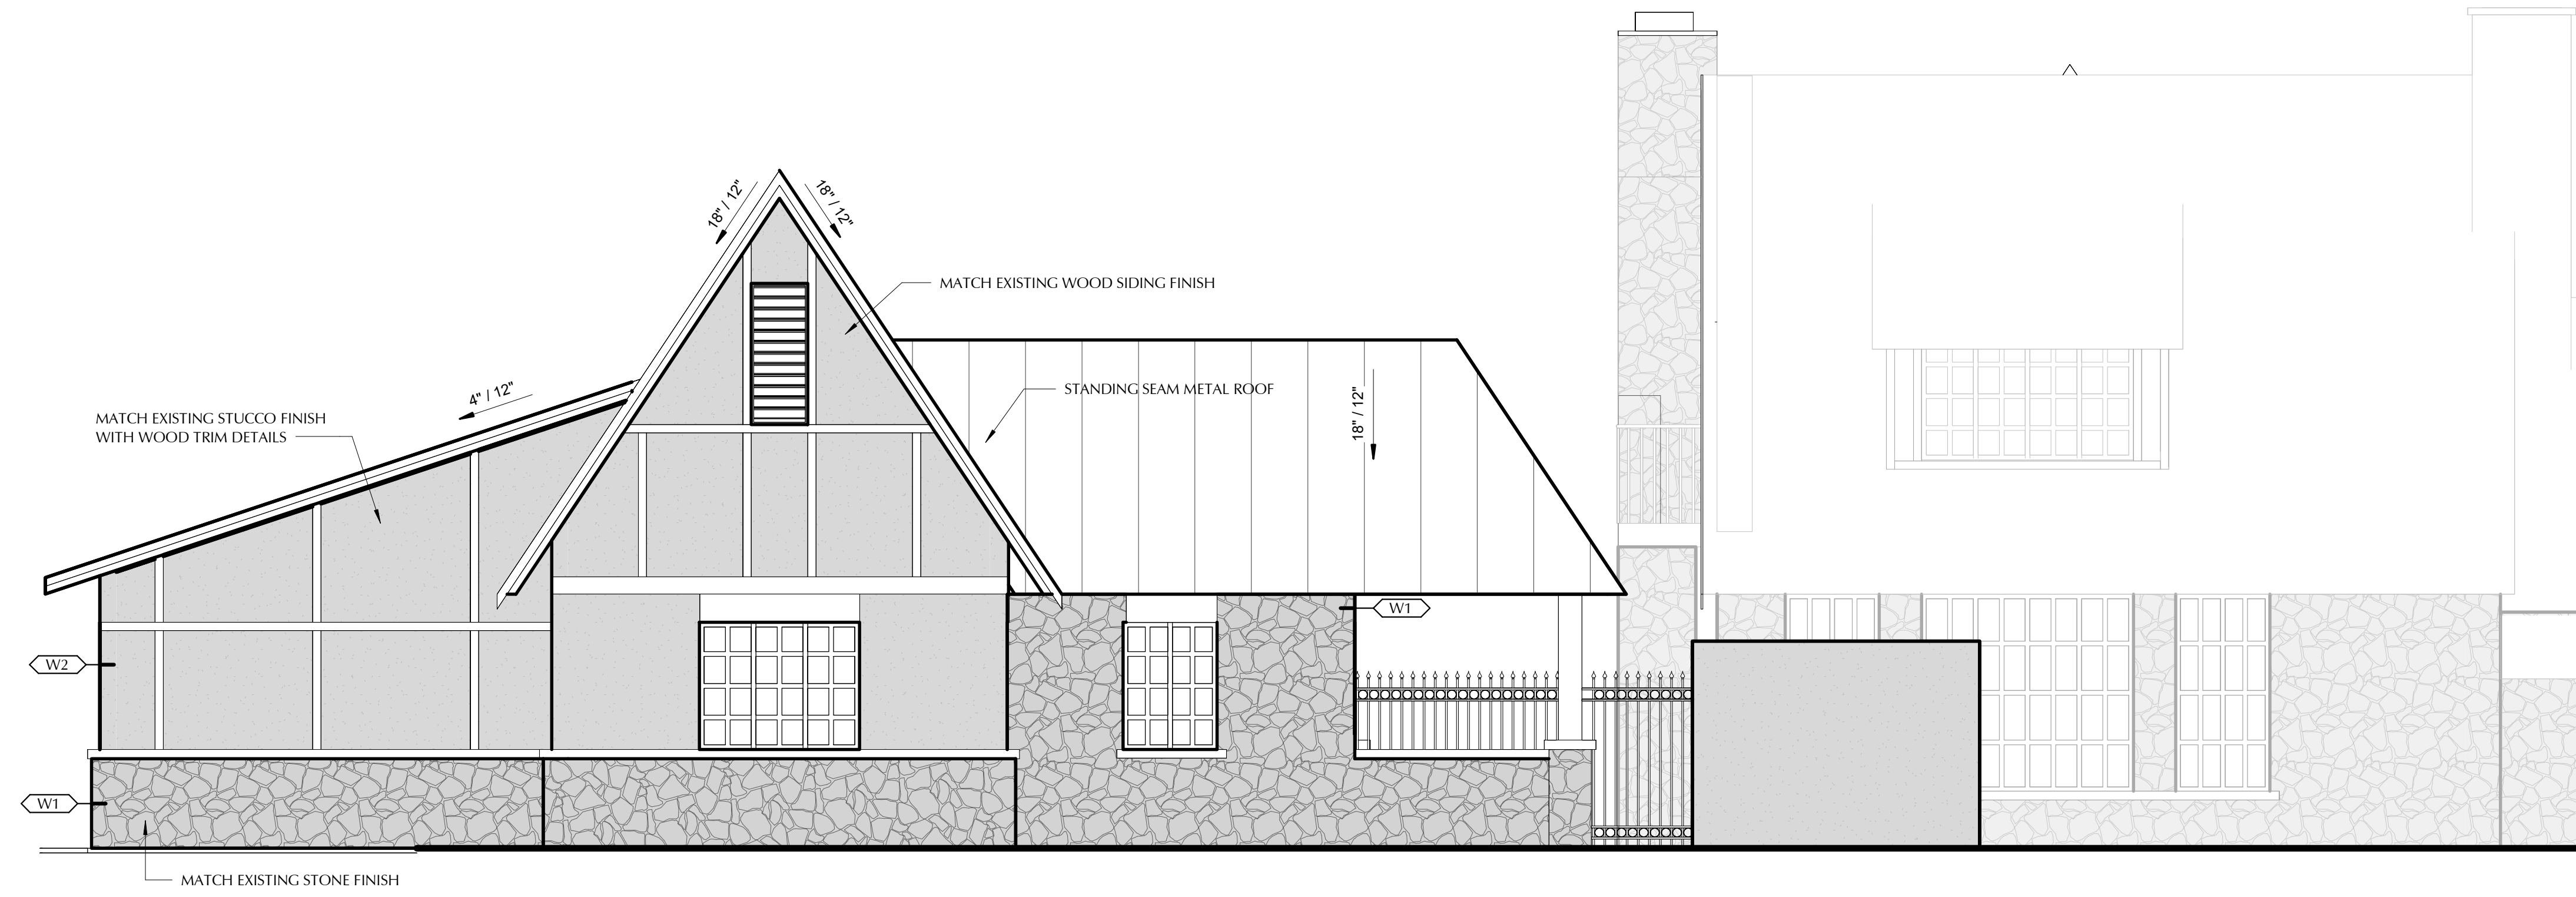 18" / 12"
18" / 12"
MATCH EXISTING WOOD SIDING FINISH
4" / 12"
STANDING SEAM METAL ROOF
18" / 12"
MATCH EXISTING STUCCO FINISH
WITH WOOD TRIM DETAILS
W1
W2
W1
MATCH EXISTING STONE FINISH